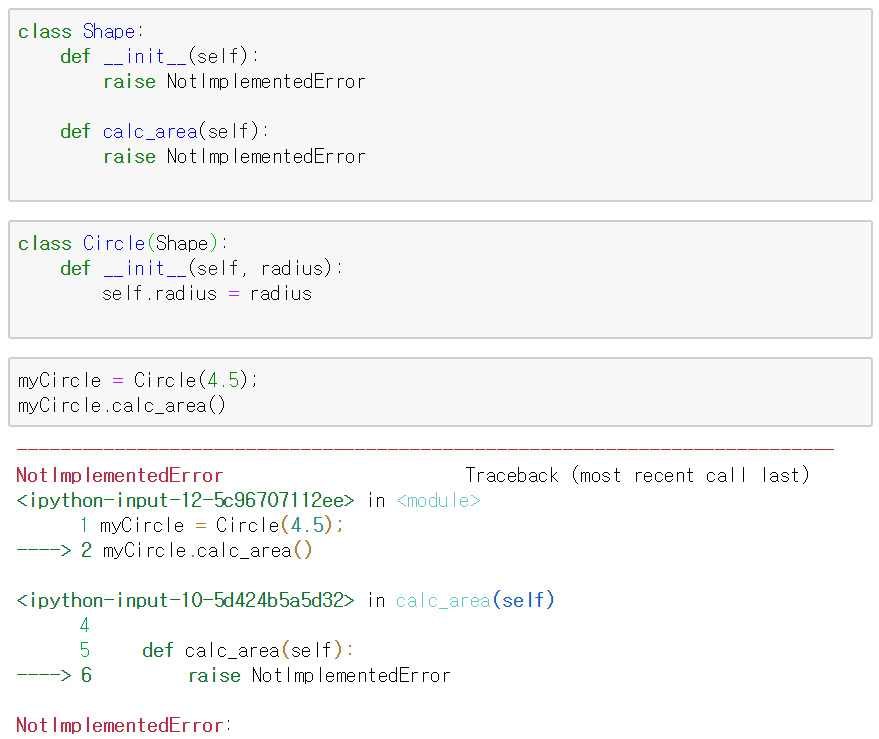 class Shape:
    def __init__(self):
        raise NotImplementedError

    def calc_area(self):
        raise NotImplementedError

class Circle(Shape):
    def __init__(self, radius):
        self.radius = radius

myCircle = Circle(4.5);
myCircle.calc_area()

---------------------------------------------------------------------------
NotImplementedError                       Traceback (most recent call last)
<ipython-input-12-5c96707112ee> in <module>
      1 myCircle = Circle(4.5);
----> 2 myCircle.calc_area()

<ipython-input-10-5d424b5a5d32> in calc_area(self)
      4
      5     def calc_area(self):
----> 6         raise NotImplementedError

NotImplementedError: